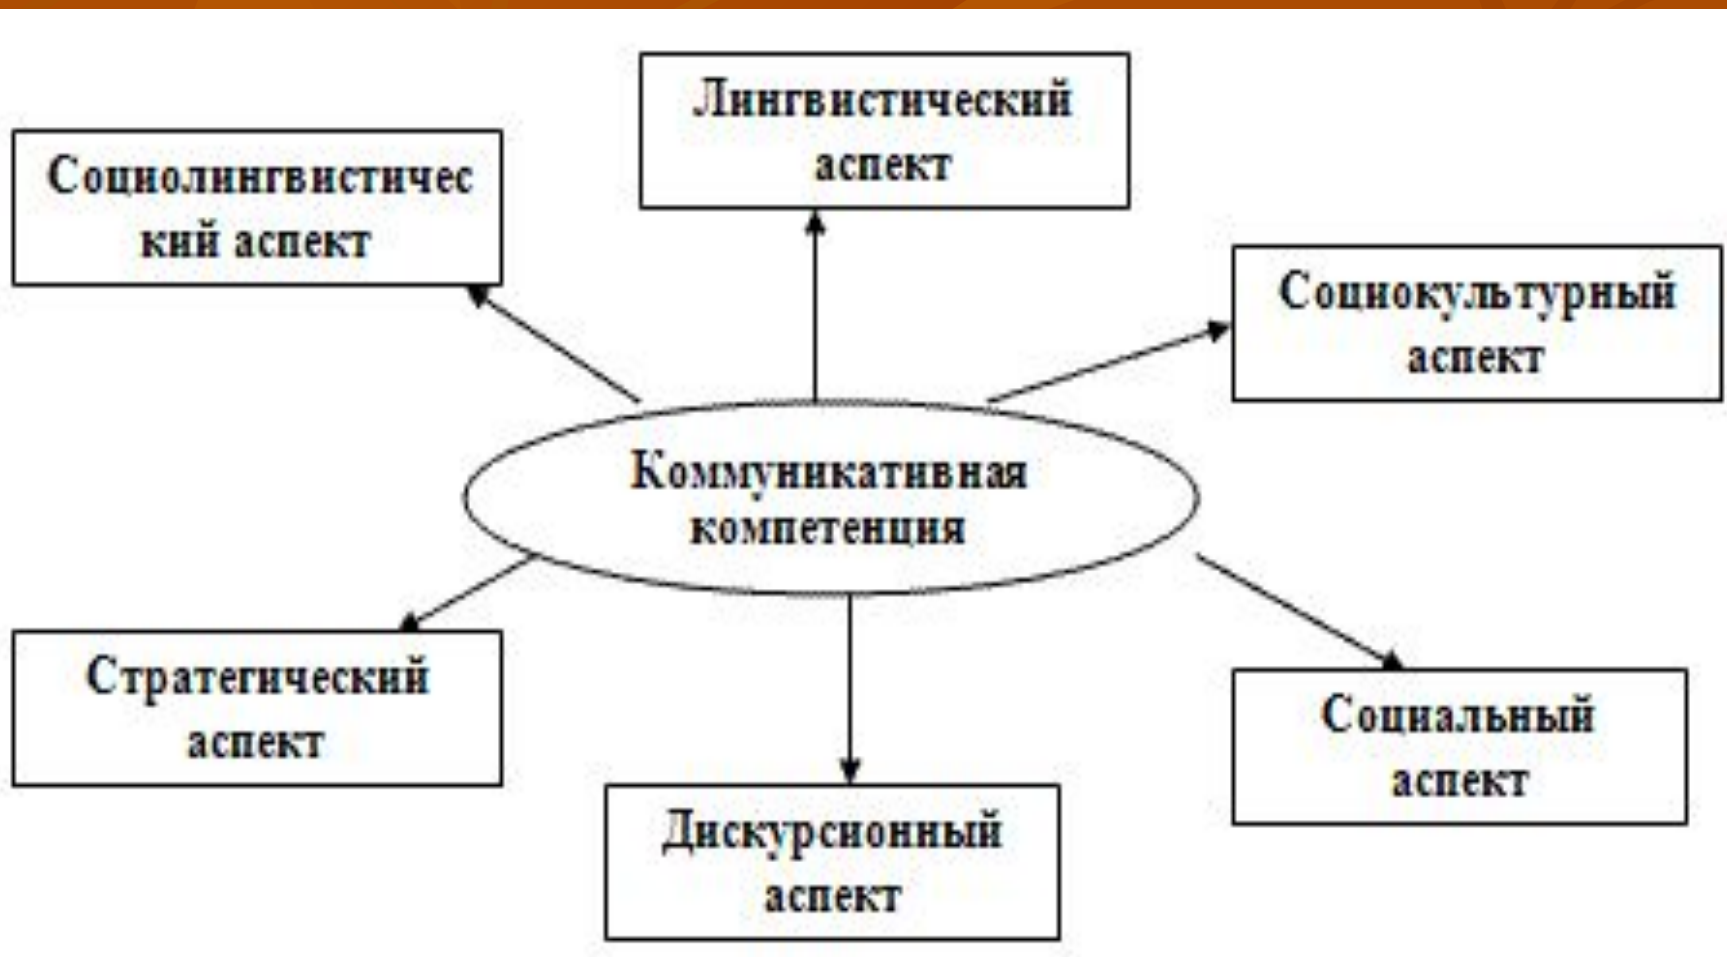 Лингвистический
аспект
Социолингвистичес
кий аспект
Социокультурный
аспект
Коммуникативная
компетенция
Стратегический
аспект
Социальный
аспект
Дискурсионный
аспект